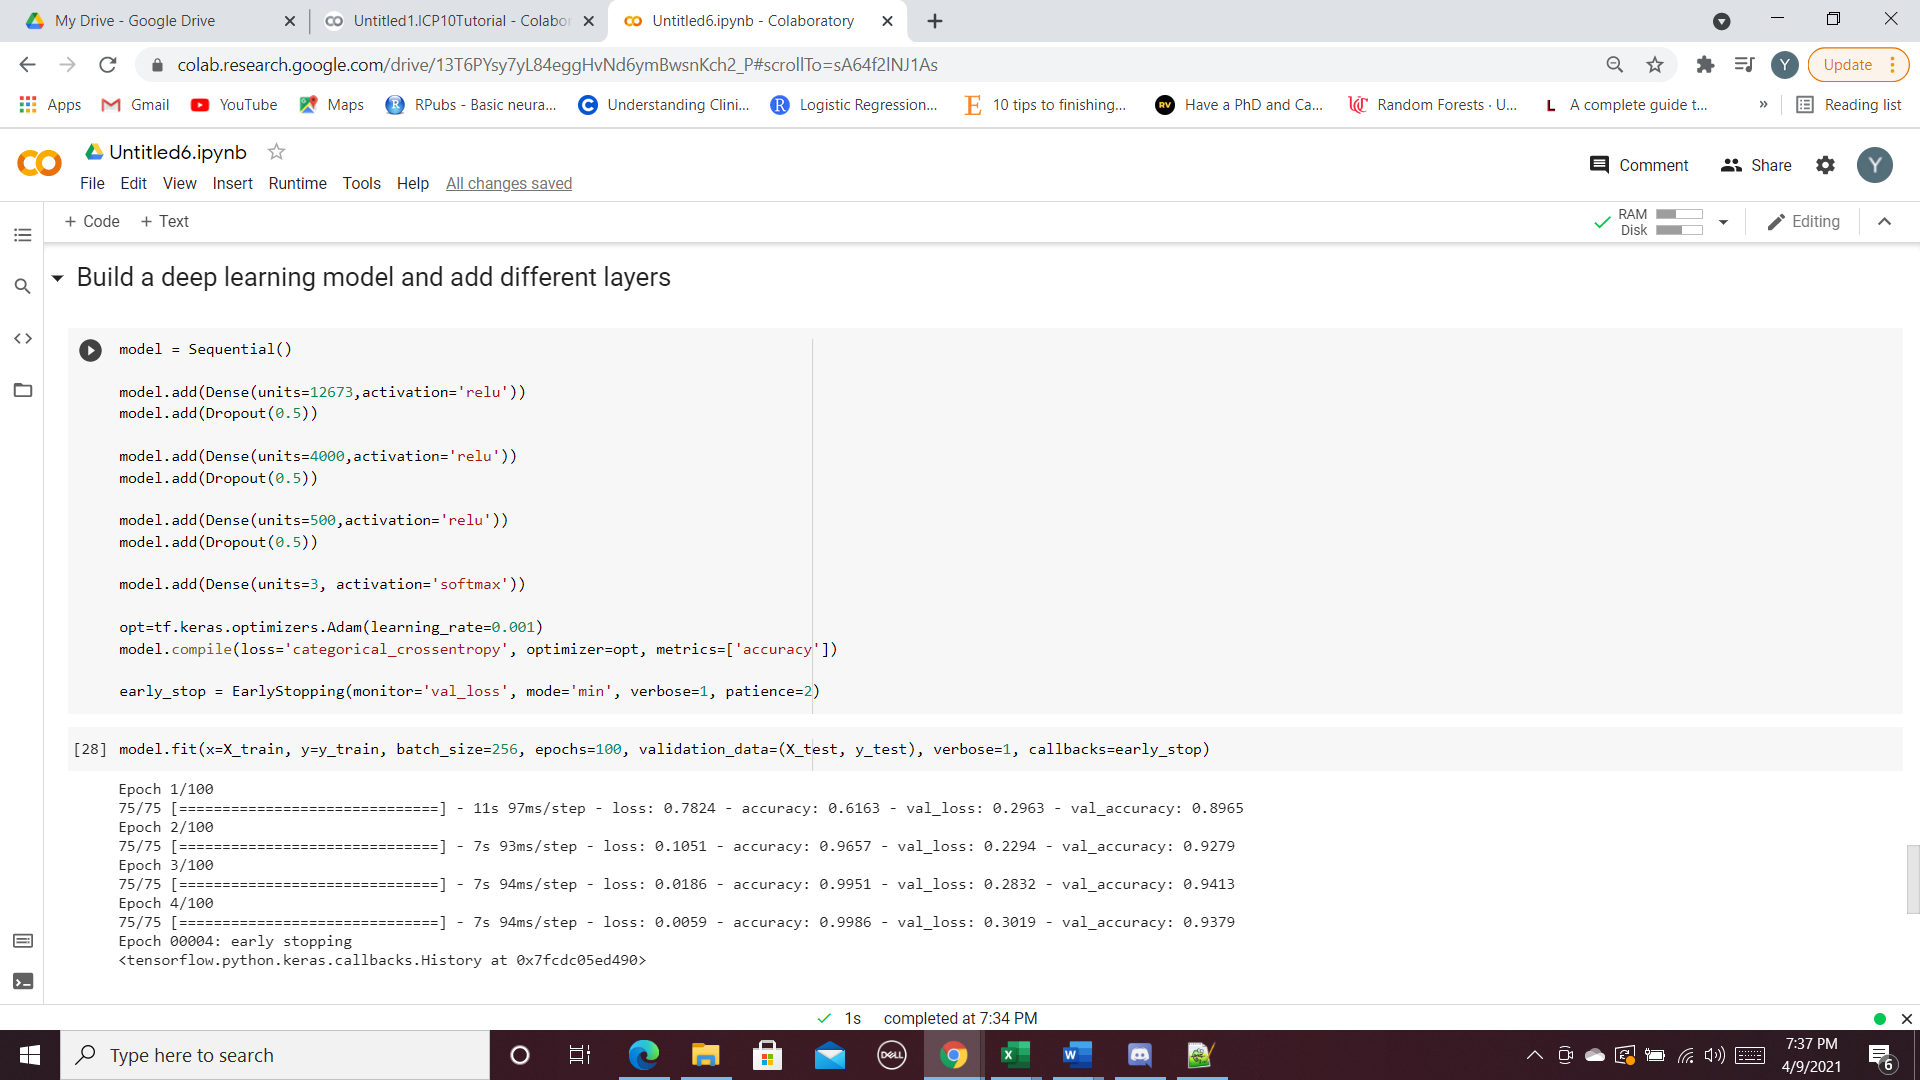 My Drive - Google Drive
Untitled1.ICP10Tutorial - Colabor
Untitled6.ipynb - Colaboratory
colab.research.google.com/drive/13T6PYsy7yL84eggHvNd6ymBwsnKch2_P#scrollTo=sA64f2lNJ1As
Y
Update
Apps
Gmail
YouTube
Maps
RPubs - Basic neura...
Understanding Clini...
Logistic Regression...
10 tips to finishing...
Have a PhD and Ca...
Random Forests · U...
A complete guide t...
»
Reading list
Untitled6.ipynb
Comment
Share
Y
File Edit View Insert Runtime Tools Help All changes saved
+ Code + Text
RAM
Disk
Editing
Build a deep learning model and add different layers
model = Sequential()
model.add(Dense(units=12673,activation='relu'))
model.add(Dropout(0.5))
model.add(Dense(units=4000,activation='relu'))
model.add(Dropout(0.5))
model.add(Dense(units=500,activation='relu'))
model.add(Dropout(0.5))
model.add(Dense(units=3, activation='softmax'))
opt=tf.keras.optimizers.Adam(learning_rate=0.001)
model.compile(loss='categorical_crossentropy', optimizer=opt, metrics=['accuracy'])
early_stop = EarlyStopping(monitor='val_loss', mode='min', verbose=1, patience=2)
[28] model.fit(x=X_train, y=y_train, batch_size=256, epochs=100, validation_data=(X_test, y_test), verbose=1, callbacks=early_stop)
Epoch 1/100
75/75 [==============================] - 11s 97ms/step - loss: 0.7824 - accuracy: 0.6163 - val_loss: 0.2963 - val_accuracy: 0.8965
Epoch 2/100
75/75 [==============================] - 7s 93ms/step - loss: 0.1051 - accuracy: 0.9657 - val_loss: 0.2294 - val_accuracy: 0.9279
Epoch 3/100
75/75 [==============================] - 7s 94ms/step - loss: 0.0186 - accuracy: 0.9951 - val_loss: 0.2832 - val_accuracy: 0.9413
Epoch 4/100
75/75 [==============================] - 7s 94ms/step - loss: 0.0059 - accuracy: 0.9986 - val_loss: 0.3019 - val_accuracy: 0.9379
Epoch 00004: early stopping
<tensorflow.python.keras.callbacks.History at 0x7fcdc05ed490>
1s completed at 7:34 PM
Type here to search
DELL
7:37 PM
4/9/2021
6